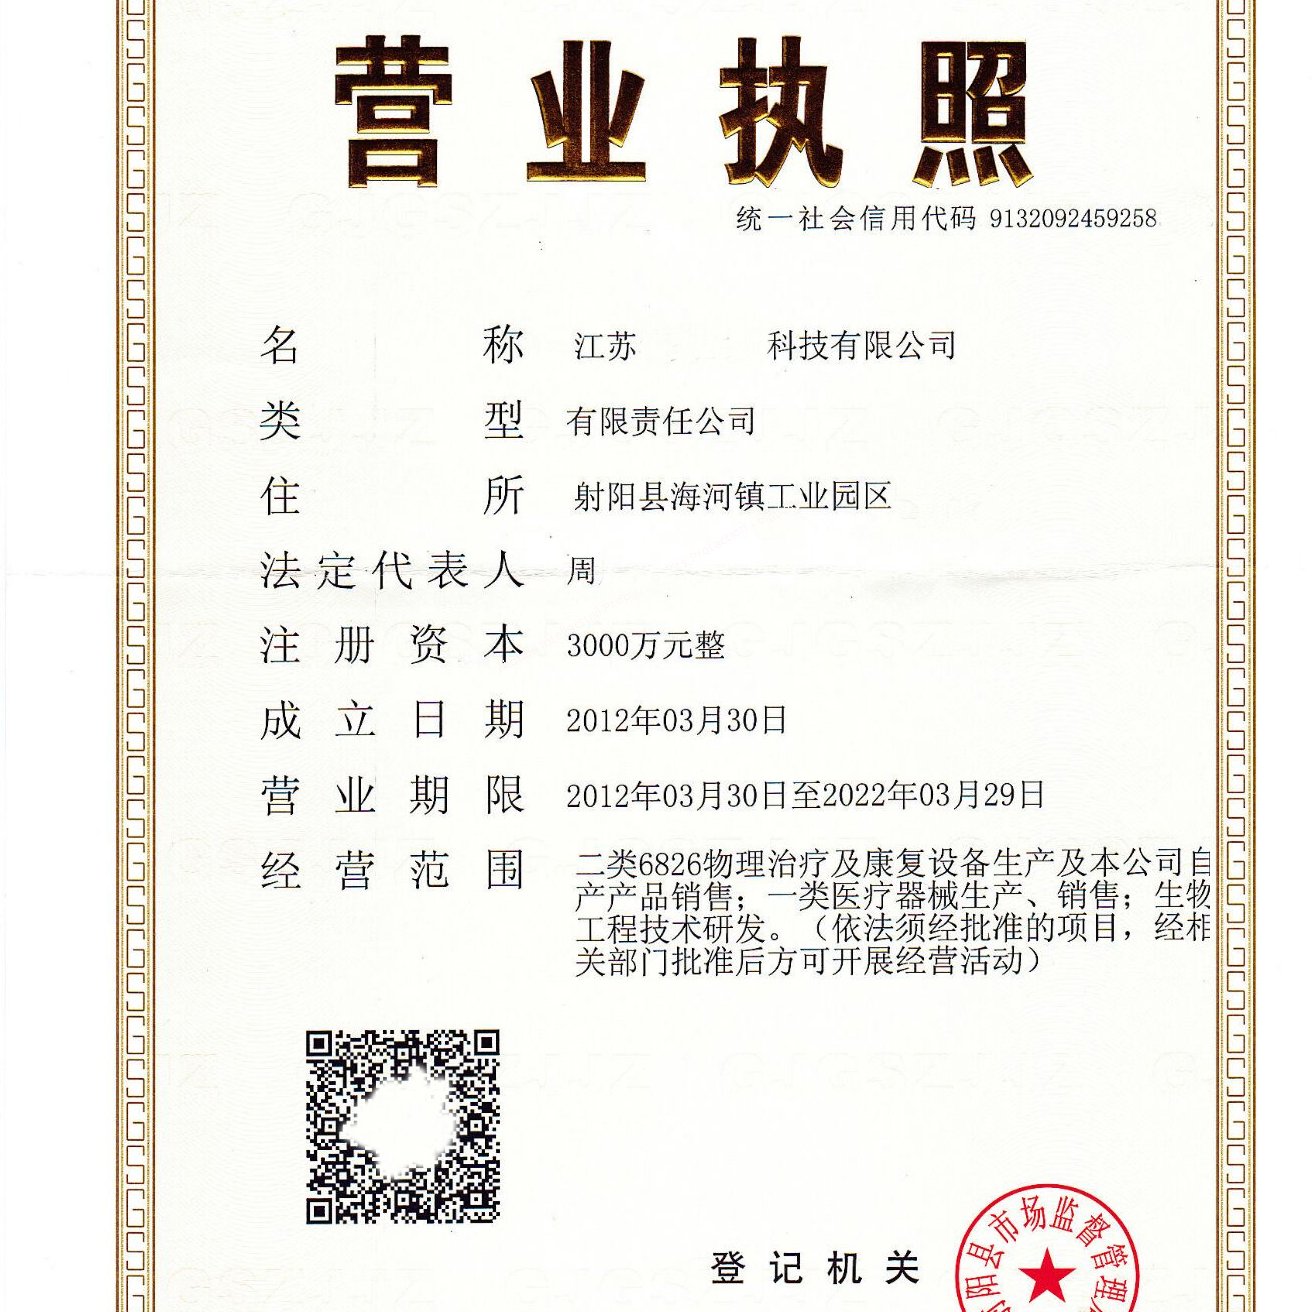 营业执照
统一社会信用代码 9132092459258
名称 江苏 科技有限公司
类型 有限责任公司
住所 射阳县海河镇工业园区
法定代表人 周
注册资本 3000万元整
成立日期 2012年03月30日
营业期限 2012年03月30日至2022年03月29日
经营范围 二类6826物理治疗及康复设备生产及本公司自
产产品销售；一类医疗器械生产、销售；生物
工程技术研发。（依法须经批准的项目，经相
关部门批准后方可开展经营活动）
登记机关
阳县市场监督管理